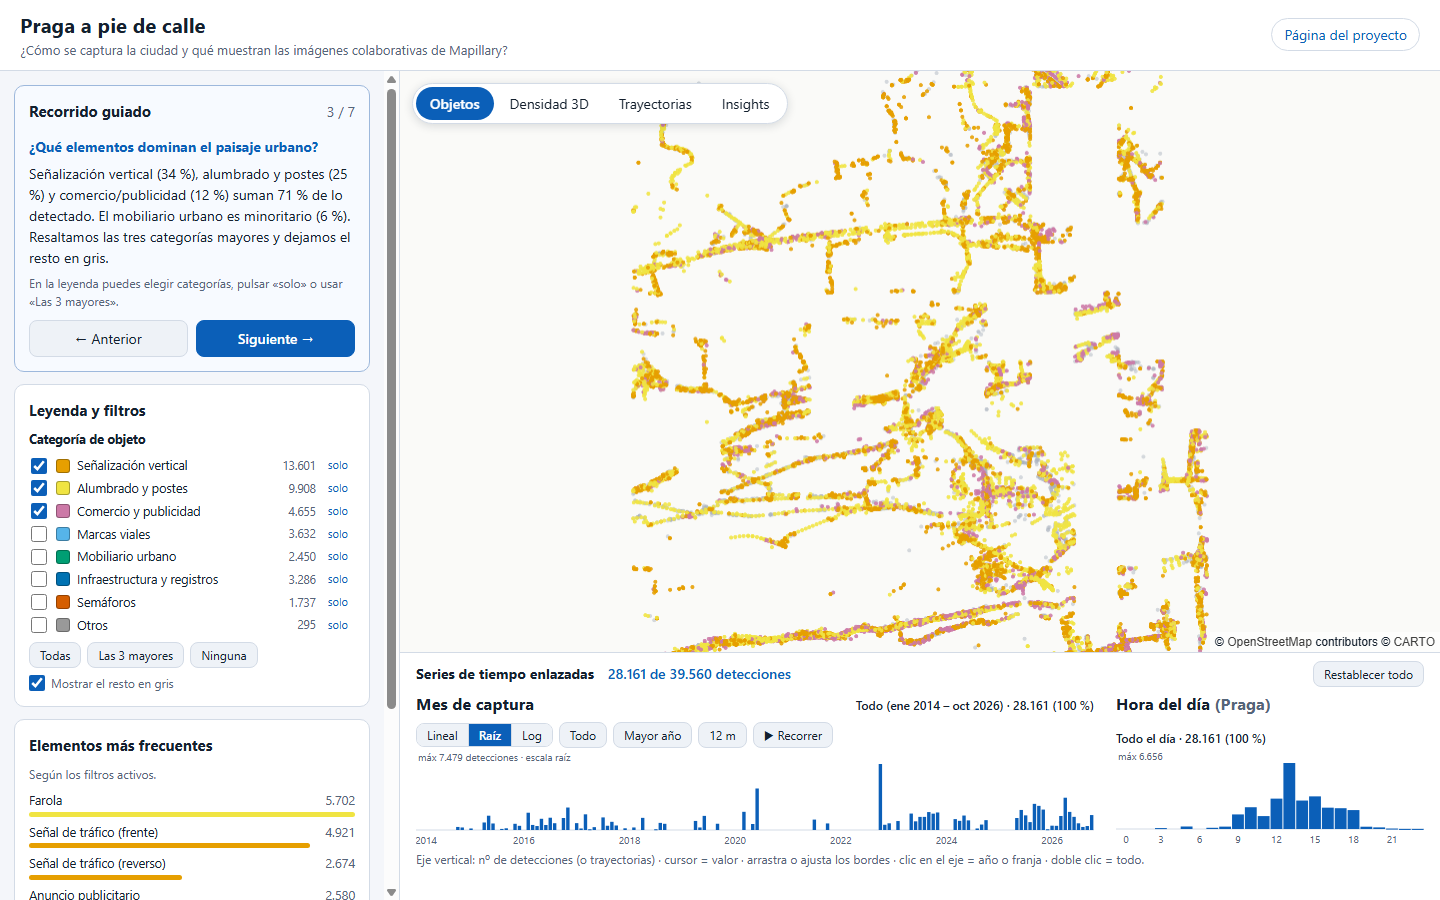 Praga a pie de calle
¿Cómo se captura la ciudad y qué muestran las imágenes colaborativas de Mapillary?
Página del proyecto
Recorrido guiado
3 / 7
¿Qué elementos dominan el paisaje urbano?
Señalización vertical (34 %), alumbrado y postes (25
%) y comercio/publicidad (12 %) suman 71 % de lo
detectado. El mobiliario urbano es minoritario (6 %).
Resaltamos las tres categorías mayores y dejamos el
resto en gris.
En la leyenda puedes elegir categorías, pulsar «solo» o usar
«Las 3 mayores».
← Anterior
Siguiente →
Leyenda y filtros
Categoría de objeto
Señalización vertical 13.601 solo
Alumbrado y postes 9.908 solo
Comercio y publicidad 4.655 solo
Marcas viales 3.632 solo
Mobiliario urbano 2.450 solo
Infraestructura y registros 3.286 solo
Semáforos 1.737 solo
Otros 295 solo
Todas
Las 3 mayores
Ninguna
Mostrar el resto en gris
Elementos más frecuentes
Según los filtros activos.
Farola 5.702
Señal de tráfico (frente) 4.921
Señal de tráfico (reverso) 2.674
Anuncio publicitario 2.580
Objetos
Densidad 3D
Trayectorias
Insights
© OpenStreetMap contributors © CARTO
Series de tiempo enlazadas
28.161 de 39.560 detecciones
Restablecer todo
Mes de captura
Todo (ene 2014 – oct 2026) · 28.161 (100 %)
Lineal
Raíz
Log
Todo
Mayor año
12 m
▶ Recorrer
máx 7.479 detecciones · escala raíz
2014 2016 2018 2020 2022 2024 2026
Hora del día (Praga)
Todo el día · 28.161 (100 %)
máx 6.656
0 3 6 9 12 15 18 21
Eje vertical: nº de detecciones (o trayectorias) · cursor = valor · arrastra o ajusta los bordes · clic en el eje = año o franja · doble clic = todo.